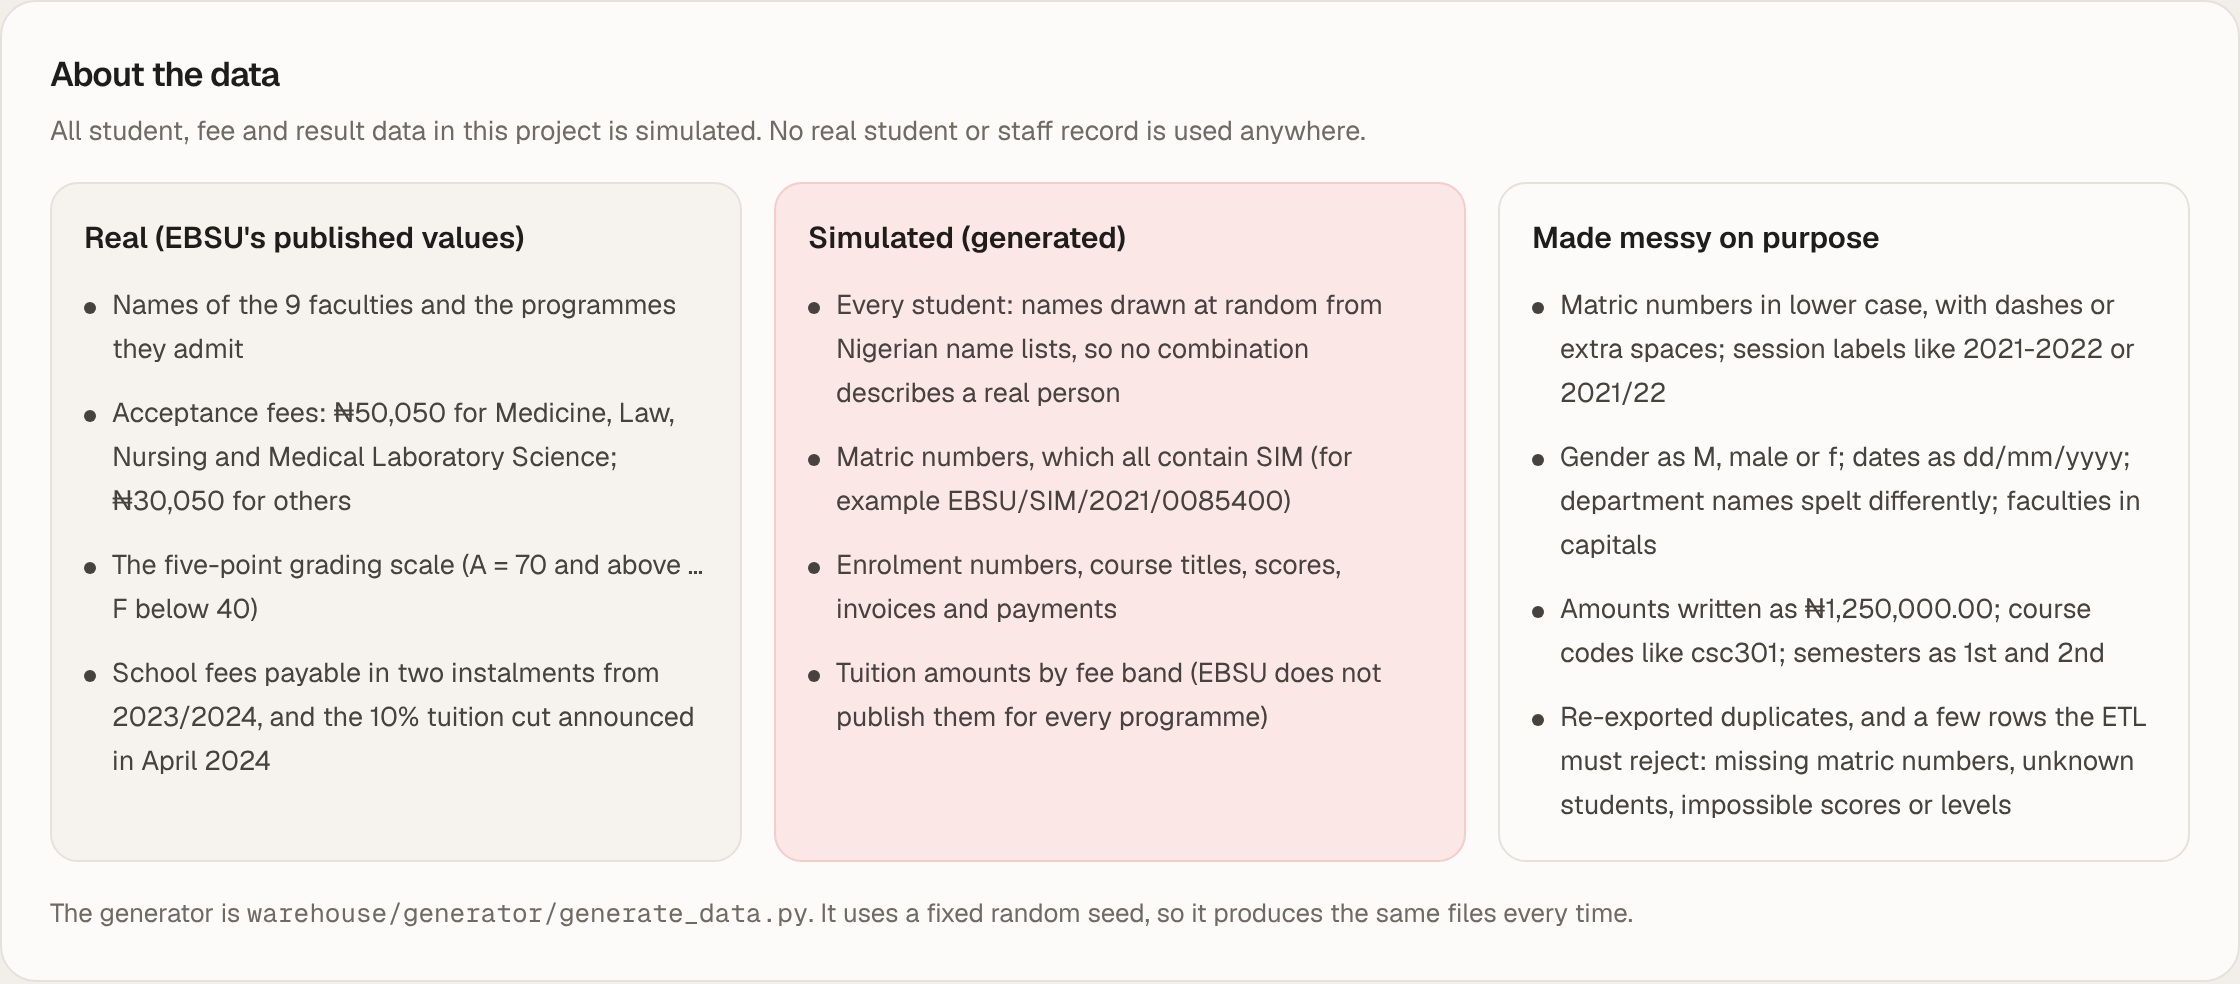 About the data
All student, fee and result data in this project is simulated. No real student or staff record is used anywhere.
Real (EBSU's published values)
• Names of the 9 faculties and the programmes
they admit
• Acceptance fees: ₦50,050 for Medicine, Law,
Nursing and Medical Laboratory Science;
₦30,050 for others
• The five-point grading scale (A = 70 and above …
F below 40)
• School fees payable in two instalments from
2023/2024, and the 10% tuition cut announced
in April 2024
Simulated (generated)
• Every student: names drawn at random from
Nigerian name lists, so no combination
describes a real person
• Matric numbers, which all contain SIM (for
example EBSU/SIM/2021/0085400)
• Enrolment numbers, course titles, scores,
invoices and payments
• Tuition amounts by fee band (EBSU does not
publish them for every programme)
Made messy on purpose
• Matric numbers in lower case, with dashes or
extra spaces; session labels like 2021-2022 or
2021/22
• Gender as M, male or f; dates as dd/mm/yyyy;
department names spelt differently; faculties in
capitals
• Amounts written as ₦1,250,000.00; course
codes like csc301; semesters as 1st and 2nd
• Re-exported duplicates, and a few rows the ETL
must reject: missing matric numbers, unknown
students, impossible scores or levels
The generator is warehouse/generator/generate_data.py. It uses a fixed random seed, so it produces the same files every time.